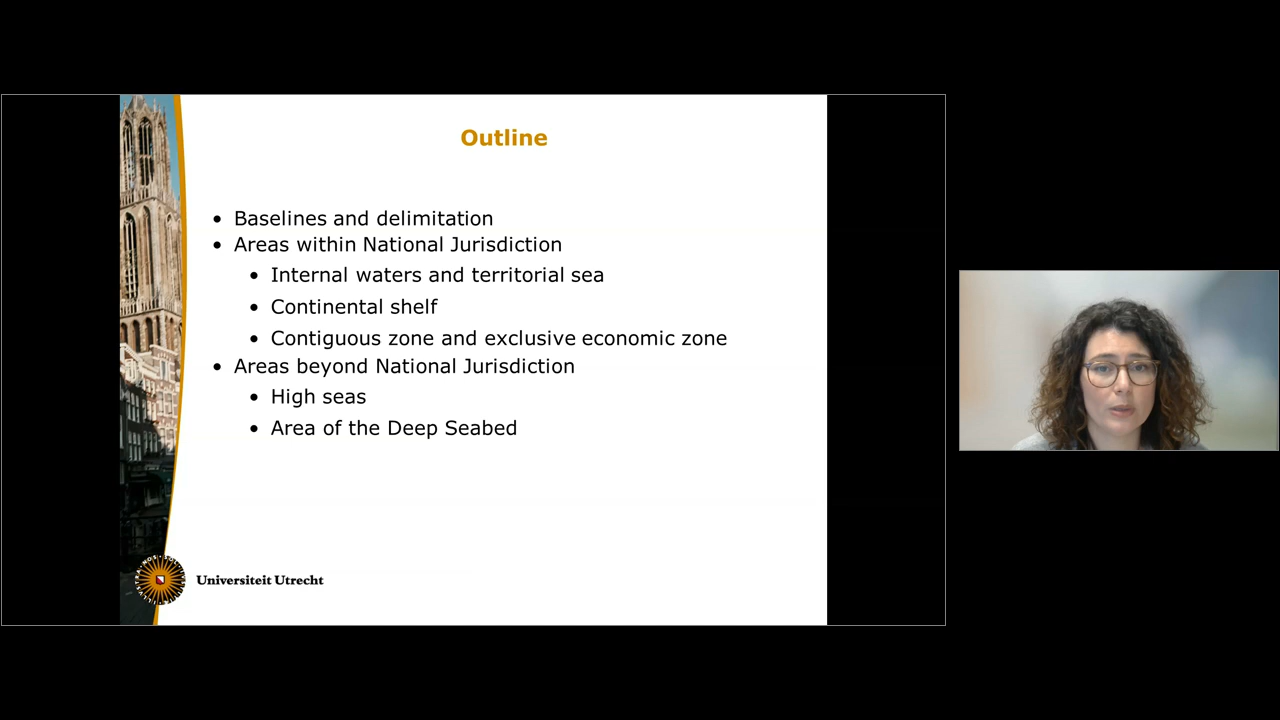 Outline
• Baselines and delimitation
• Areas within National Jurisdiction
• Internal waters and territorial sea
• Continental shelf
• Contiguous zone and exclusive economic zone
• Areas beyond National Jurisdiction
• High seas
• Area of the Deep Seabed
Universiteit Utrecht